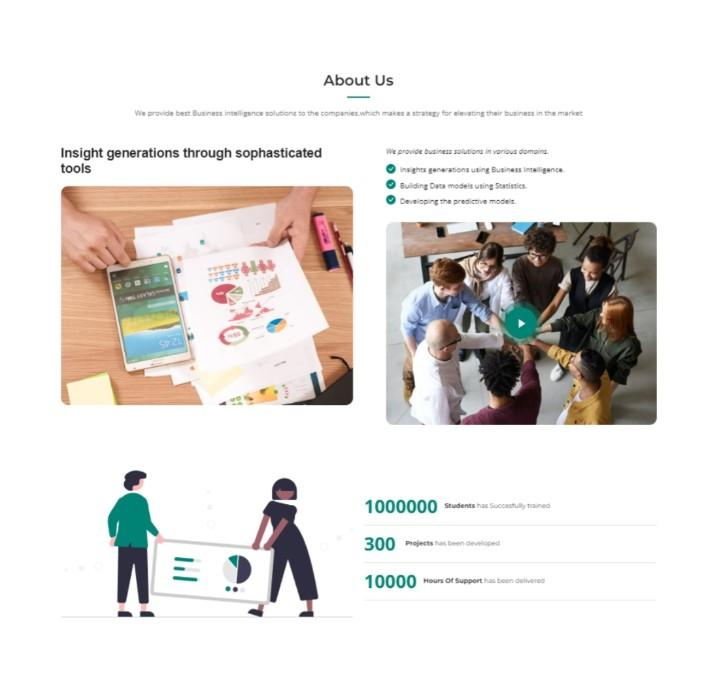 About Us
We provide best Business intelligence solutions to the companies,which makes a strategy for elevating their business in the market
Insight generations through sophasticated
tools
We provide business solutions in various domains.
Insights generations using Business Intelligence.
Building Data models using Statistics.
Developing the predictive models.
12:45
1000000 Students has Succesfully trained
300 Projects has been developed
10000 Hours Of Support has been delivered